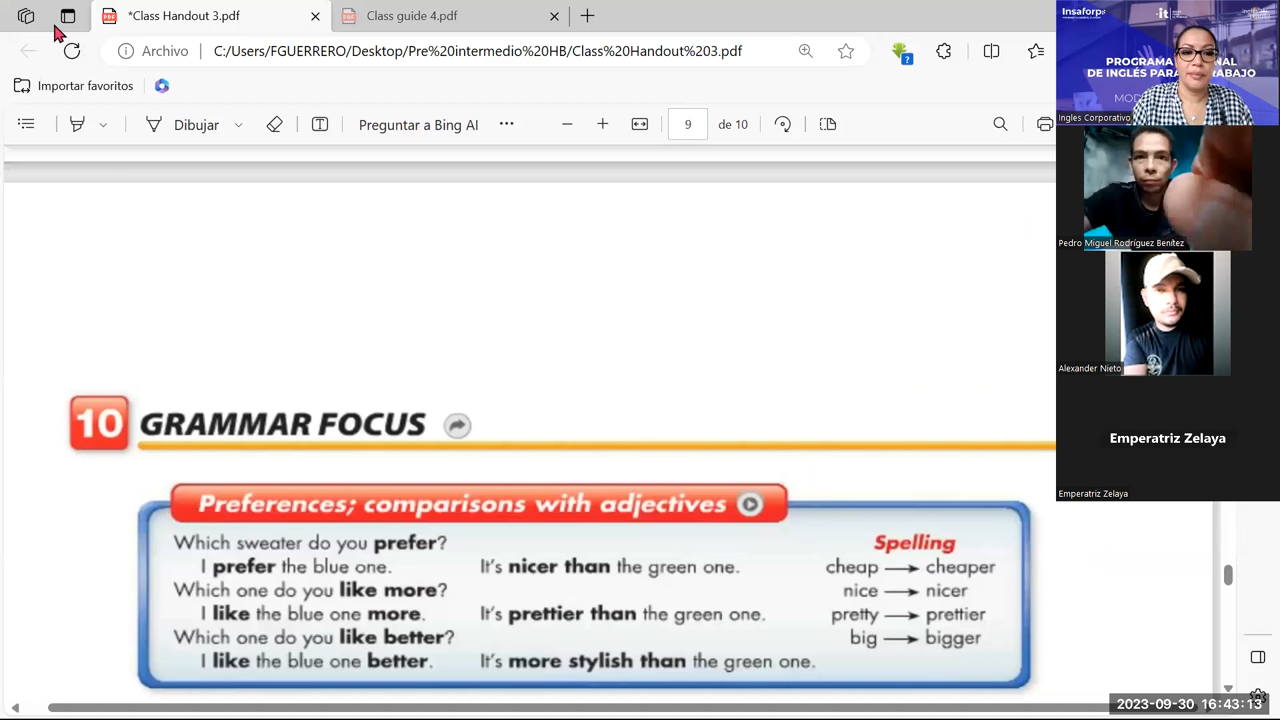 *Class Handout 3.pdf
Class guide 4.pdf
Archivo
C:/Users/FGUERRERO/Desktop/Pre%20intermedio%20HB/Class%20Handout%203.pdf
Importar favoritos
Dibujar
Preguntar a Bing AI
9
de 10
10 GRAMMAR FOCUS
Preferences; comparisons with adjectives
Which sweater do you prefer?
I prefer the blue one. It's nicer than the green one.
Which one do you like more?
I like the blue one more. It's prettier than the green one.
Which one do you like better?
I like the blue one better. It's more stylish than the green one.
Spelling
cheap → cheaper
nice → nicer
pretty → prettier
big → bigger
Insaforp
it
PROGRAMA
DE INGLÉS PARA
Ingles Corporativo
Pedro Miguel Rodríguez Benítez
Alexander Nieto
Emperatriz Zelaya
Emperatriz Zelaya
2023-09-30 16:43:13